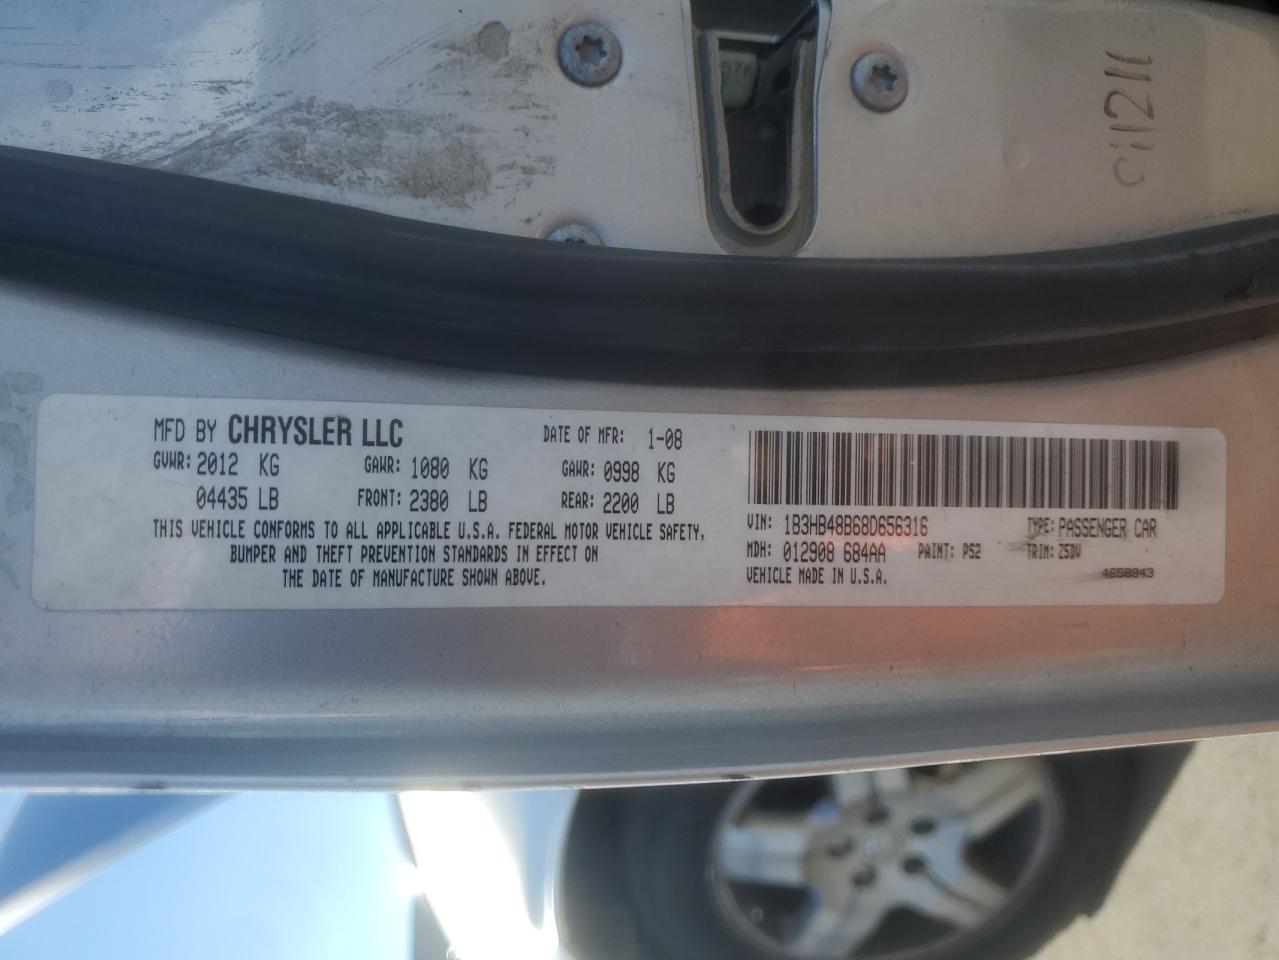 011211
MFD BY CHRYSLER LLC DATE OF MFR: 1-08
GVWR: 2012 KG GAWR: 1080 KG GAWR: 0998 KG
04435 LB FRONT: 2380 LB REAR: 2200 LB
THIS VEHICLE CONFORMS TO ALL APPLICABLE U.S.A. FEDERAL MOTOR VEHICLE SAFETY,
BUMPER AND THEFT PREVENTION STANDARDS IN EFFECT ON
THE DATE OF MANUFACTURE SHOWN ABOVE.
VIN: 1B3HB48B68D656316 TYPE: PASSENGER CAR
MDH: 012908 684AA PAINT: PS2 TRIM: Z5DV
VEHICLE MADE IN U.S.A. 4658843